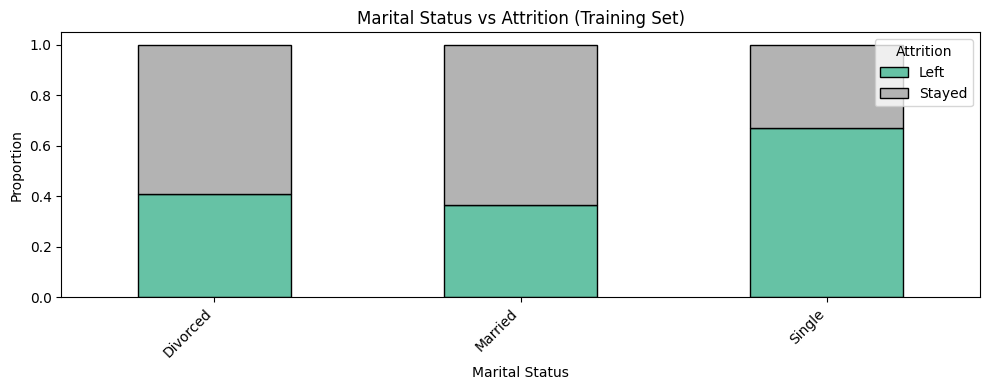 Marital Status vs Attrition (Training Set)
Attrition
Left
Stayed
Proportion
1.0
0.8
0.6
0.4
0.2
0.0
Divorced
Married
Single
Marital Status